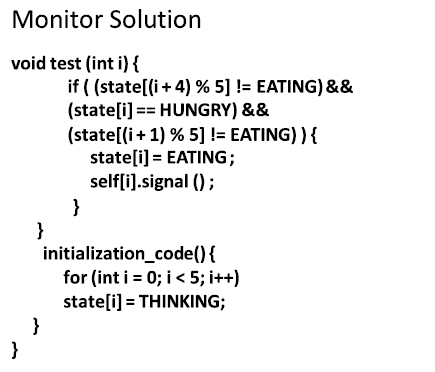 Monitor Solution
void test (int i) {
if ( (state[(i + 4) % 5] != EATING) &&
(state[i] == HUNGRY) &&
(state[(i + 1) % 5] != EATING) ) {
state[i] = EATING ;
self[i].signal () ;
}
}
initialization_code() {
for (int i = 0; i < 5; i++)
state[i] = THINKING;
}
}